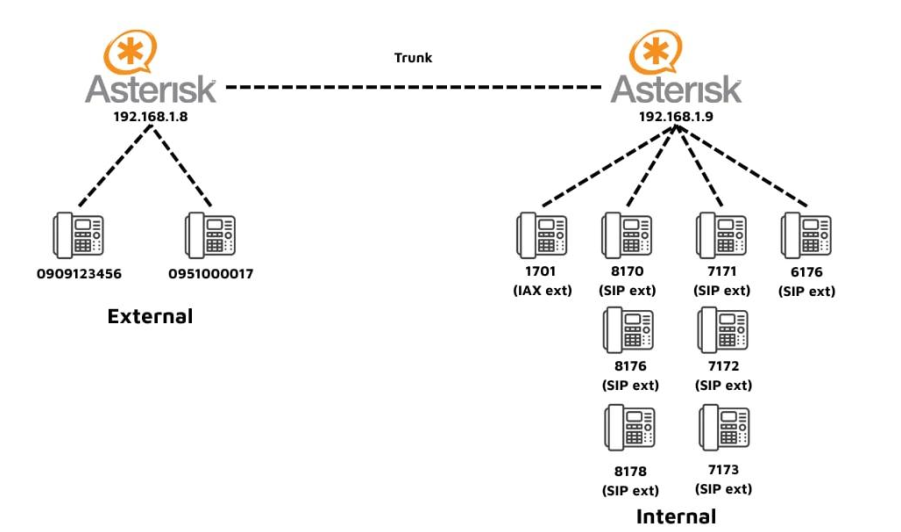 Trunk
Asterisk
Asterisk
192.168.1.8
192.168.1.9
0909123456
0951000017
External
1701
(IAX ext)
8170
(SIP ext)
7171
(SIP ext)
6176
(SIP ext)
8176
(SIP ext)
7172
(SIP ext)
8178
(SIP ext)
7173
(SIP ext)
Internal